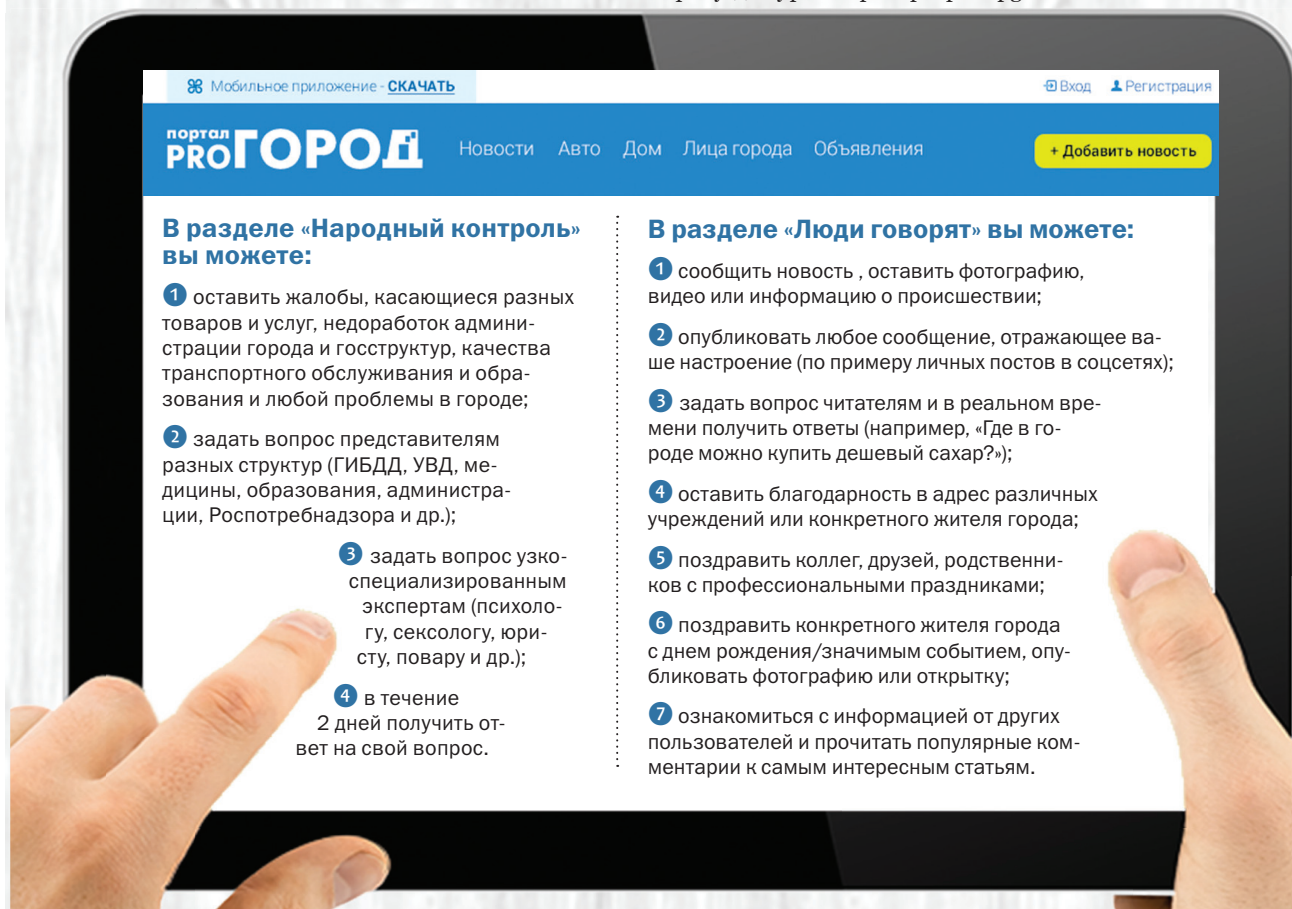 Мобильное приложение - СКАЧАТЬ
Вход Регистрация
портал
PROГОРОД
Новости Авто Дом Лица города Объявления
+ Добавить новость
В разделе «Народный контроль»
вы можете:
1 оставить жалобы, касающиеся разных
товаров и услуг, недоработок админи-
страции города и госструктур, качества
транспортного обслуживания и обра-
зования и любой проблемы в городе;
2 задать вопрос представителям
разных структур (ГИБДД, УВД, ме-
дицины, образования, администра-
ции, Роспотребнадзора и др.);
3 задать вопрос узко-
специализированным
экспертам (психоло-
гу, сексологу, юри-
сту, повару и др.);
4 в течение
2 дней получить от-
вет на свой вопрос.
В разделе «Люди говорят» вы можете:
1 сообщить новость , оставить фотографию,
видео или информацию о происшествии;
2 опубликовать любое сообщение, отражающее ва-
ше настроение (по примеру личных постов в соцсетях);
3 задать вопрос читателям и в реальном вре-
мени получить ответы (например, «Где в го-
роде можно купить дешевый сахар?»);
4 оставить благодарность в адрес различных
учреждений или конкретного жителя города;
5 поздравить коллег, друзей, родственни-
ков с профессиональными праздниками;
6 поздравить конкретного жителя города
с днем рождения/значимым событием, опу-
бликовать фотографию или открытку;
7 ознакомиться с информацией от других
пользователей и прочитать популярные ком-
ментарии к самым интересным статьям.